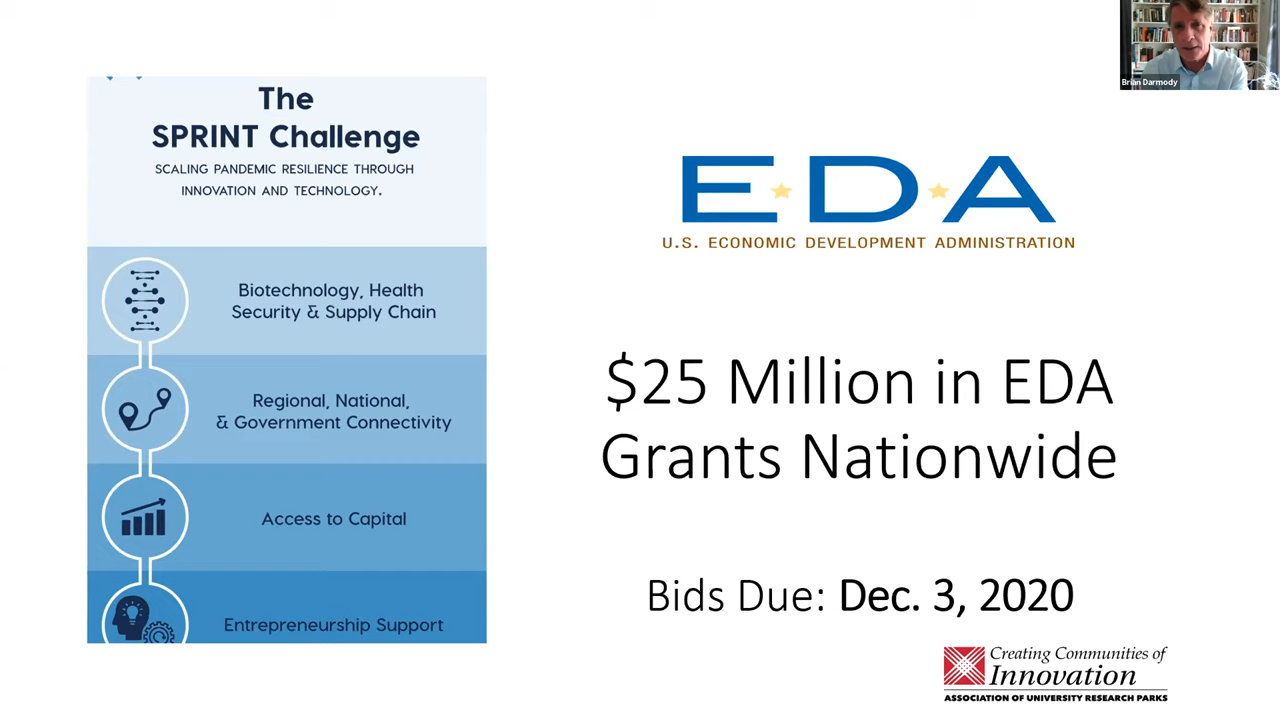 Brian Darmody
The
SPRINT Challenge
SCALING PANDEMIC RESILIENCE THROUGH
INNOVATION AND TECHNOLOGY.
Biotechnology, Health
Security & Supply Chain
Regional, National,
& Government Connectivity
Access to Capital
Entrepreneurship Support
EDA
U.S. ECONOMIC DEVELOPMENT ADMINISTRATION
$25 Million in EDA
Grants Nationwide
Bids Due: Dec. 3, 2020
Creating Communities of
Innovation
ASSOCIATION OF UNIVERSITY RESEARCH PARKS